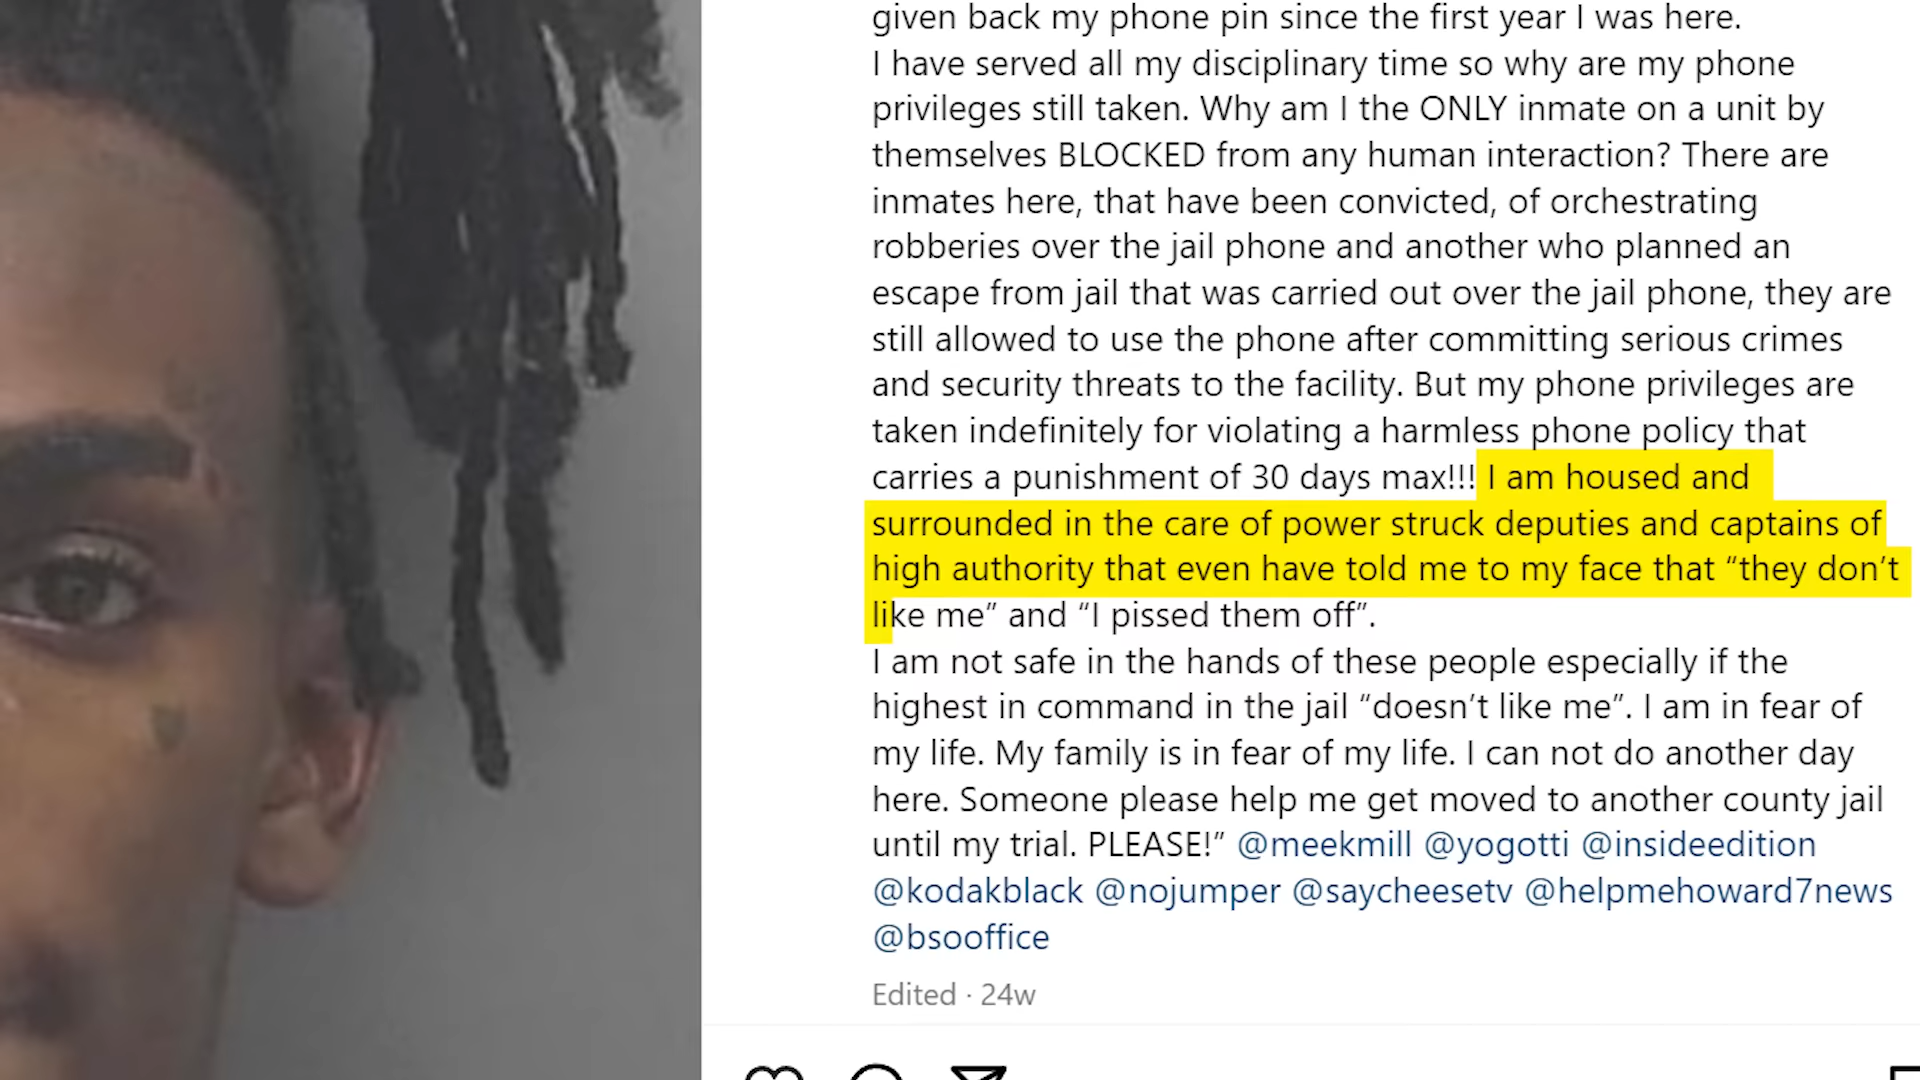 given back my phone pin since the first year I was here.
I have served all my disciplinary time so why are my phone
privileges still taken. Why am I the ONLY inmate on a unit by
themselves BLOCKED from any human interaction? There are
inmates here, that have been convicted, of orchestrating
robberies over the jail phone and another who planned an
escape from jail that was carried out over the jail phone, they are
still allowed to use the phone after committing serious crimes
and security threats to the facility. But my phone privileges are
taken indefinitely for violating a harmless phone policy that
carries a punishment of 30 days max!!! I am housed and
surrounded in the care of power struck deputies and captains of
high authority that even have told me to my face that “they don’t
like me” and “I pissed them off”.
I am not safe in the hands of these people especially if the
highest in command in the jail “doesn’t like me”. I am in fear of
my life. My family is in fear of my life. I can not do another day
here. Someone please help me get moved to another county jail
until my trial. PLEASE!” @meekmill @yogotti @insideedition
@kodakblack @nojumper @saycheesetv @helpmehoward7news
@bsooffice
Edited · 24w